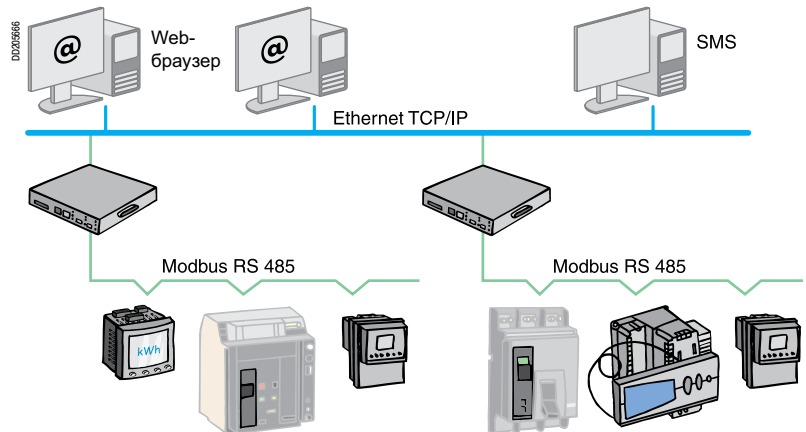 DD205666
@
Web-
браузер
@
SMS
Ethernet TCP/IP
Modbus RS 485
Modbus RS 485
kWh